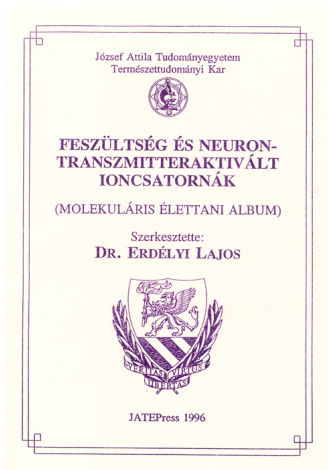 József Attila Tudományegyetem
Természettudományi Kar
FESZÜLTSÉG ÉS NEURON-
TRANSZMITTERAKTIVÁLT
IONCSATORNÁK
(MOLEKULÁRIS ÉLETTANI ALBUM)
Szerkesztette:
DR. ERDÉLYI LAJOS
VERITAS VIRTUS
LIBERTAS
JATEPress 1996